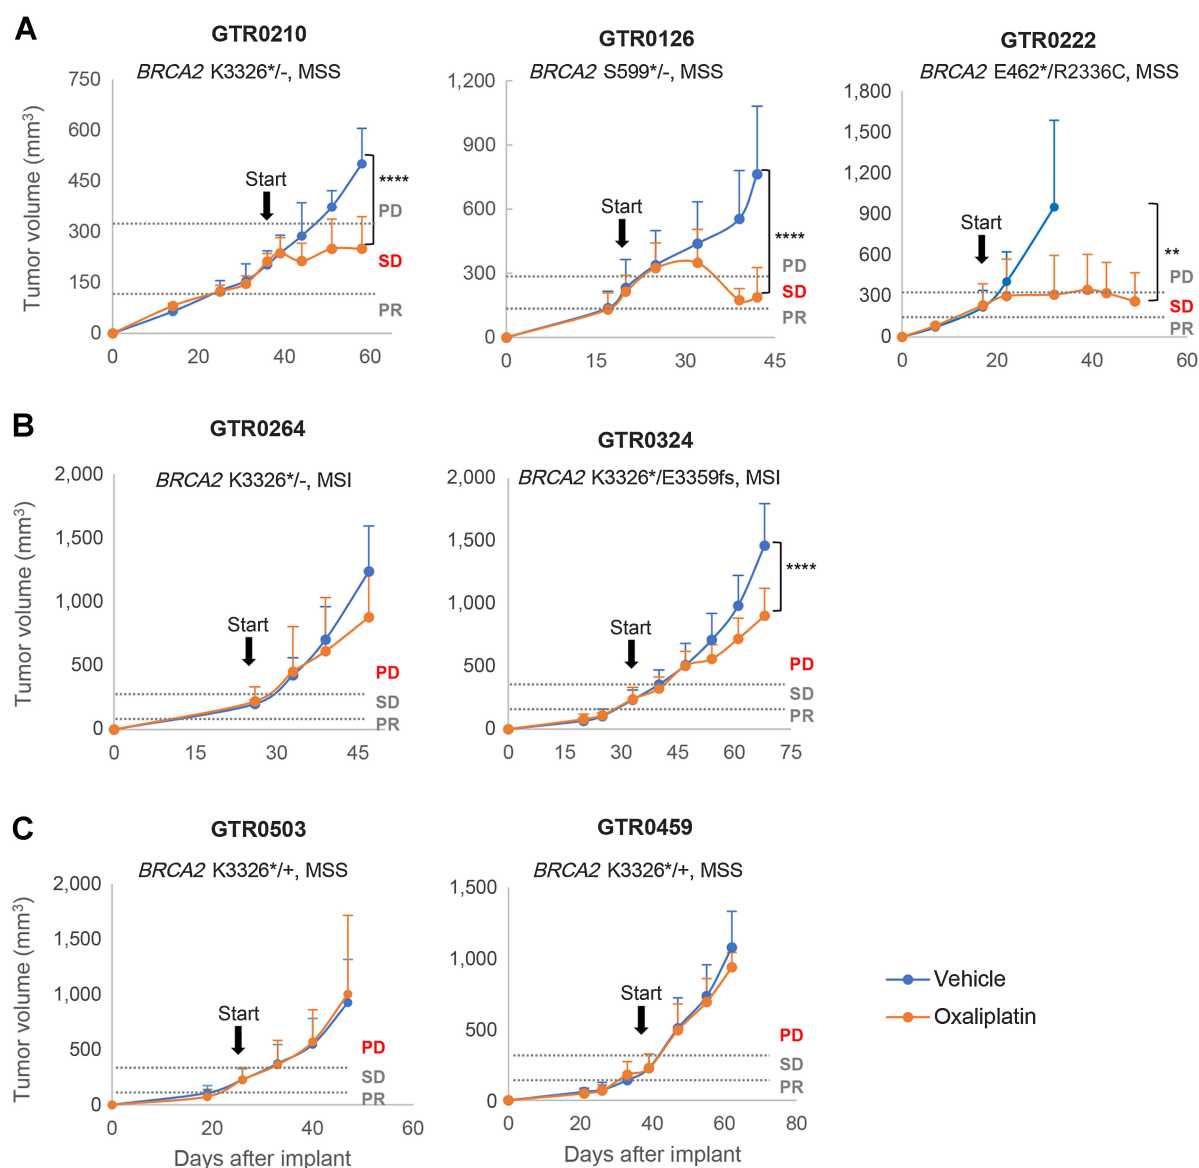 A
GTR0210
BRCA2 K3326*/-, MSS
Tumor volume (mm³)
750
600
450
300
150
0
0
20
40
60
Start
****
PD
SD
PR
GTR0126
BRCA2 S599*/-, MSS
1,200
900
600
300
0
0
15
30
45
Start
****
PD
SD
PR
GTR0222
BRCA2 E462*/R2336C, MSS
1,800
1,500
1,200
900
600
300
0
0
20
40
60
Start
**
PD
SD
PR
B
GTR0264
BRCA2 K3326*/-, MSI
Tumor volume (mm³)
2,000
1,500
1,000
500
0
0
15
30
45
Start
PD
SD
PR
GTR0324
BRCA2 K3326*/E3359fs, MSI
2,000
1,500
1,000
500
0
0
15
30
45
60
75
Start
****
PD
SD
PR
C
GTR0503
BRCA2 K3326*/+, MSS
Tumor volume (mm³)
2,000
1,500
1,000
500
0
0
20
40
60
Start
PD
SD
PR
Days after implant
GTR0459
BRCA2 K3326*/+, MSS
1,500
1,000
500
0
0
20
40
60
80
Start
PD
SD
PR
Days after implant
Vehicle
Oxaliplatin